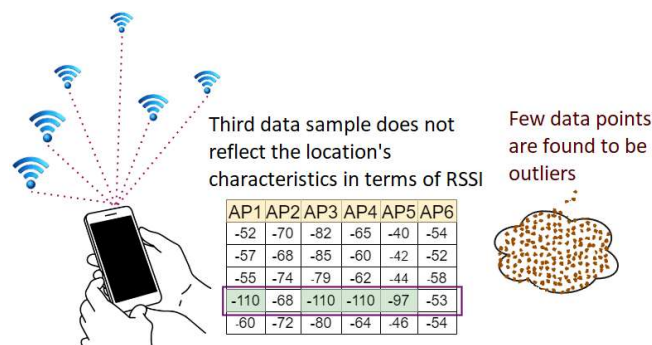 Third data sample does not
reflect the location's
characteristics in terms of RSSI
Few data points
are found to be
outliers
AP1 AP2 AP3 AP4 AP5 AP6
-52 -70 -82 -65 -40 -54
-57 -68 -85 -60 -42 -52
-55 -74 -79 -62 -44 -58
-110 -68 -110 -110 -97 -53
-60 -72 -80 -64 -46 -54